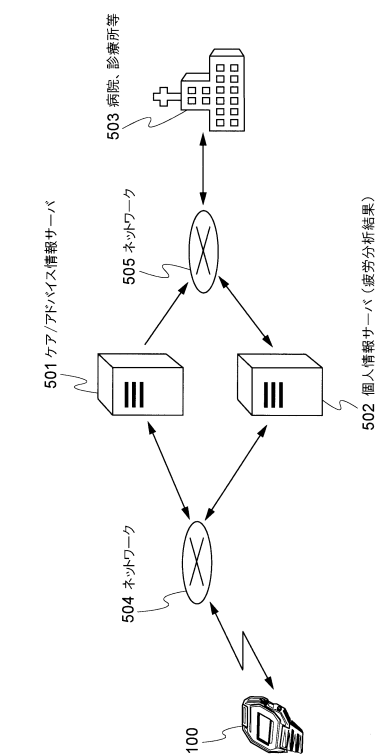 503 病院、診療所等
505 ネットワーク
501 ケア/アドバイス情報サーバ
502 個人情報サーバ(疲労分析結果)
504 ネットワーク
100